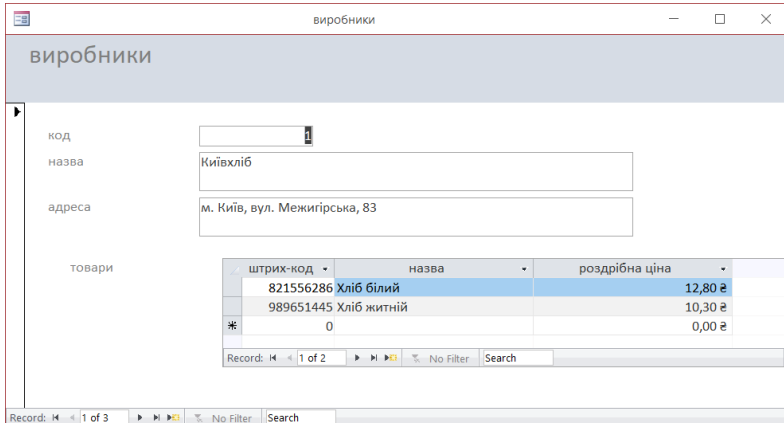 виробники
виробники
код 1
назва Київхліб
адреса м. Київ, вул. Межигірська, 83
товари
штрих-код назва роздрібна ціна
821556286 Хліб білий 12,80 ₴
989651445 Хліб житній 10,30 ₴
0 0,00 ₴
Record: 1 of 2 No Filter Search
Record: 1 of 3 No Filter Search